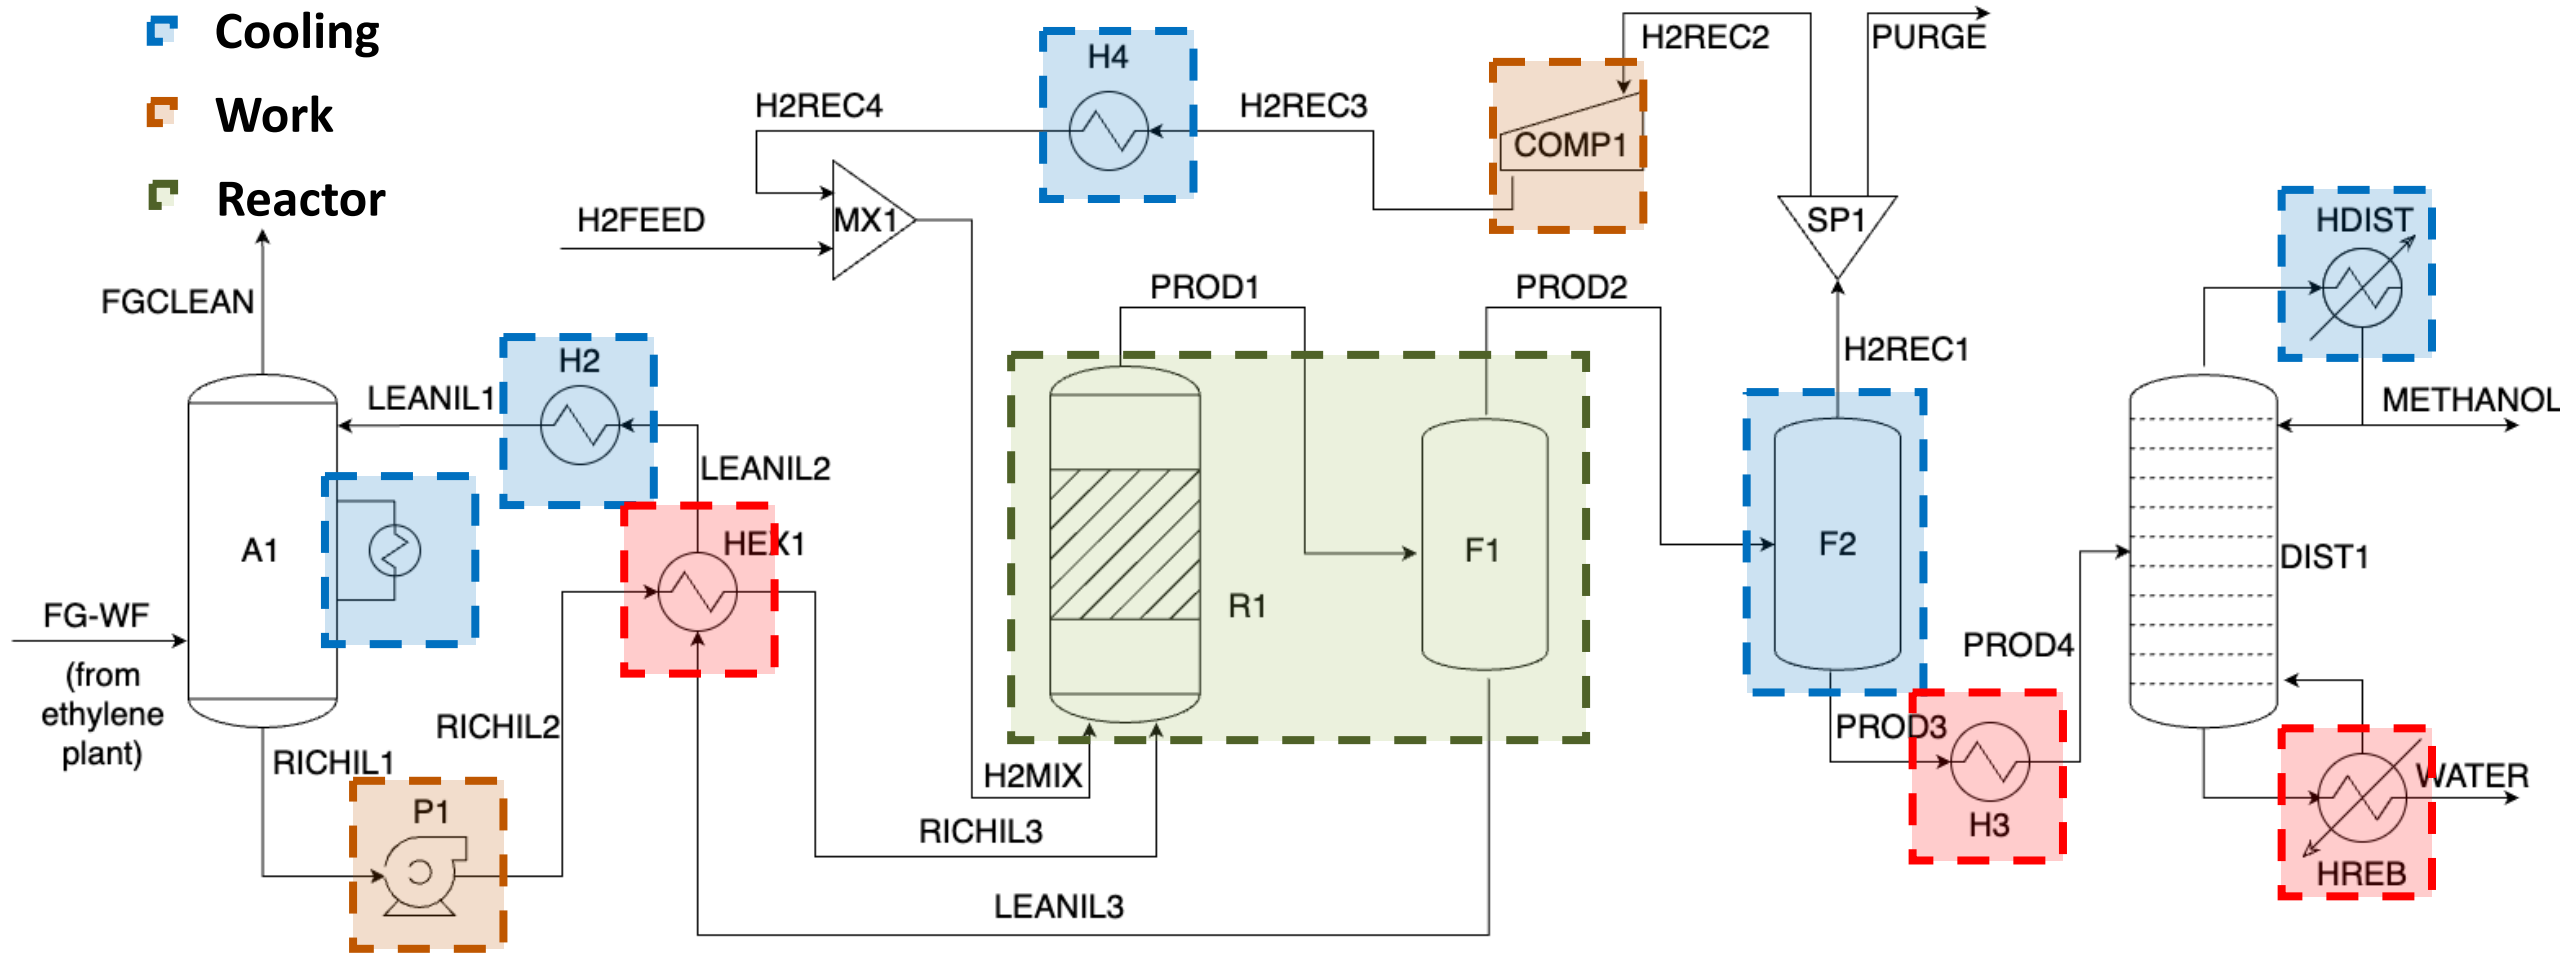 Cooling
Work
Reactor
H4
H2REC4
H2REC3
COMP1
H2REC2
PURGE
H2FEED
MX1
SP1
HDIST
FGCLEAN
PROD1
PROD2
H2REC1
H2
LEANIL1
METHANOL
LEANIL2
A1
HEX1
F1
F2
DIST1
R1
FG-WF
(from
ethylene
plant)
PROD4
RICHIL2
RICHIL1
PROD3
H2MIX
WATER
P1
RICHIL3
H3
HREB
LEANIL3